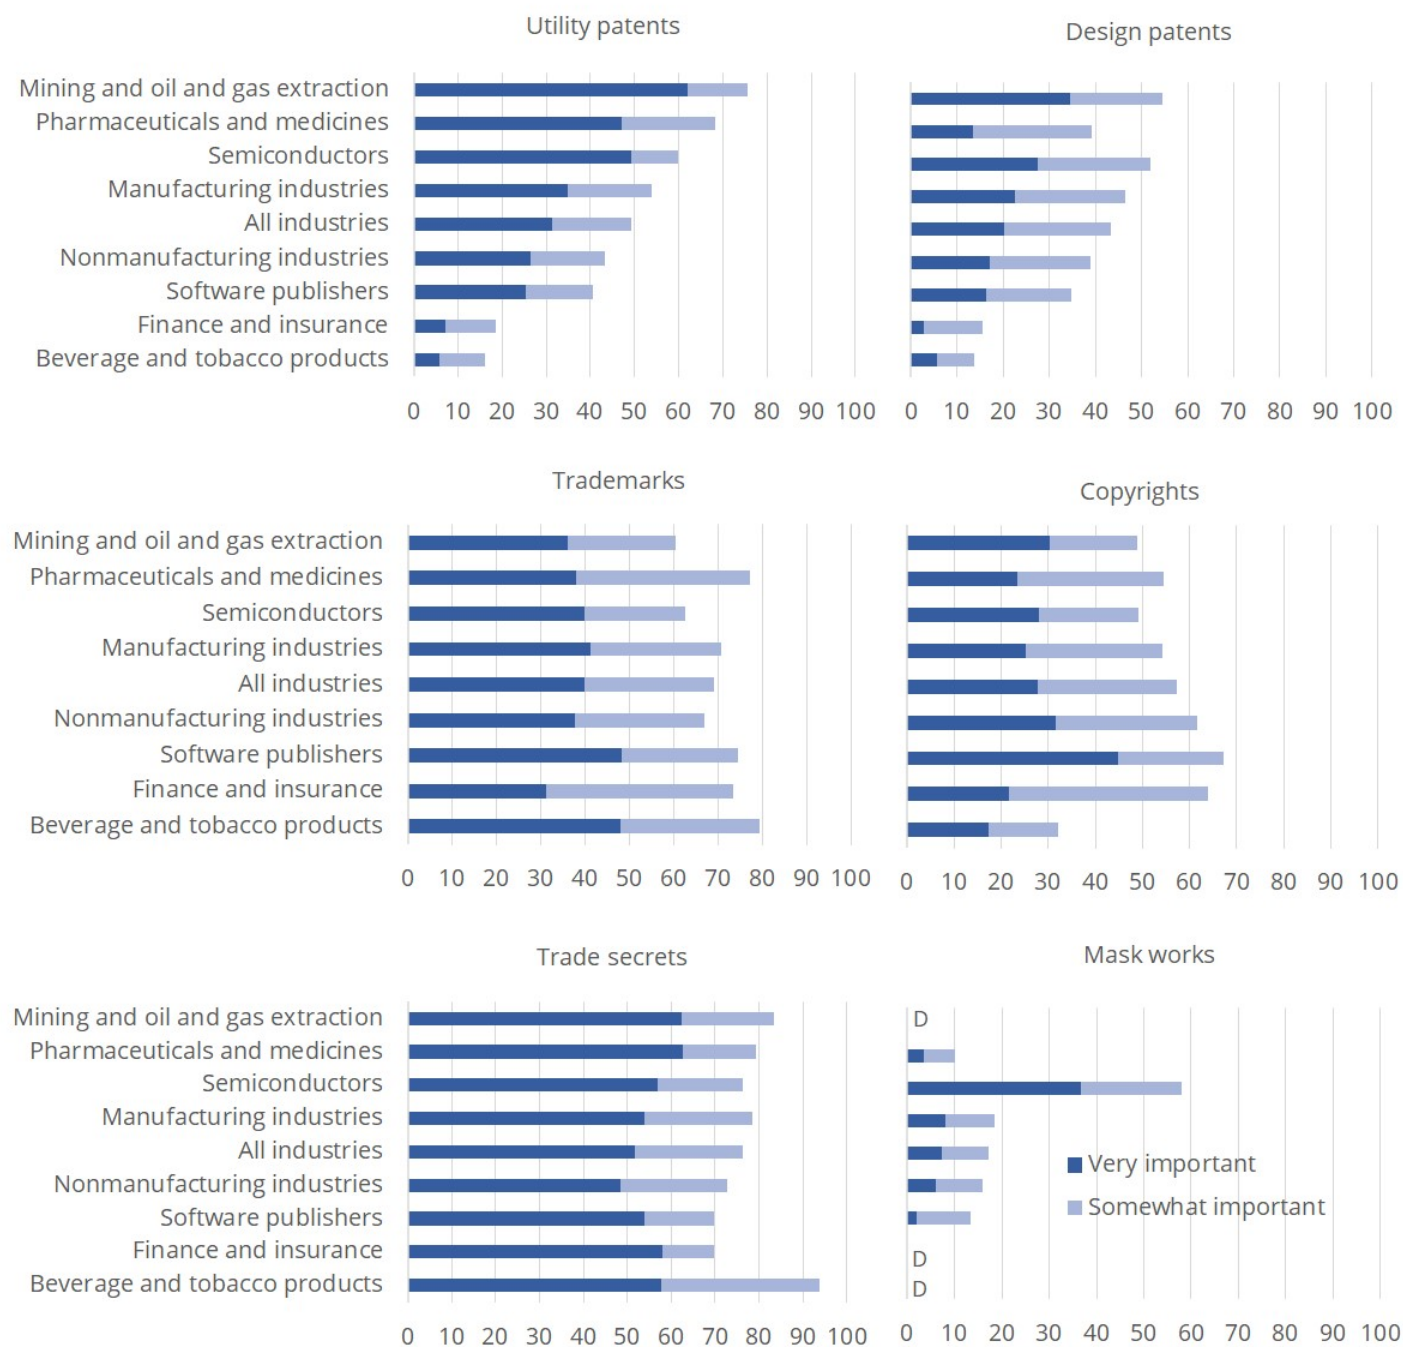 Utility patents
Design patents
Mining and oil and gas extraction
Pharmaceuticals and medicines
Semiconductors
Manufacturing industries
All industries
Nonmanufacturing industries
Software publishers
Finance and insurance
Beverage and tobacco products
0 10 20 30 40 50 60 70 80 90 100
0 10 20 30 40 50 60 70 80 90 100
Trademarks
Copyrights
Mining and oil and gas extraction
Pharmaceuticals and medicines
Semiconductors
Manufacturing industries
All industries
Nonmanufacturing industries
Software publishers
Finance and insurance
Beverage and tobacco products
0 10 20 30 40 50 60 70 80 90 100
0 10 20 30 40 50 60 70 80 90 100
Trade secrets
Mask works
Mining and oil and gas extraction
Pharmaceuticals and medicines
Semiconductors
Manufacturing industries
All industries
Nonmanufacturing industries
Software publishers
Finance and insurance
Beverage and tobacco products
0 10 20 30 40 50 60 70 80 90 100
D
Very important
Somewhat important
D
D
0 10 20 30 40 50 60 70 80 90 100